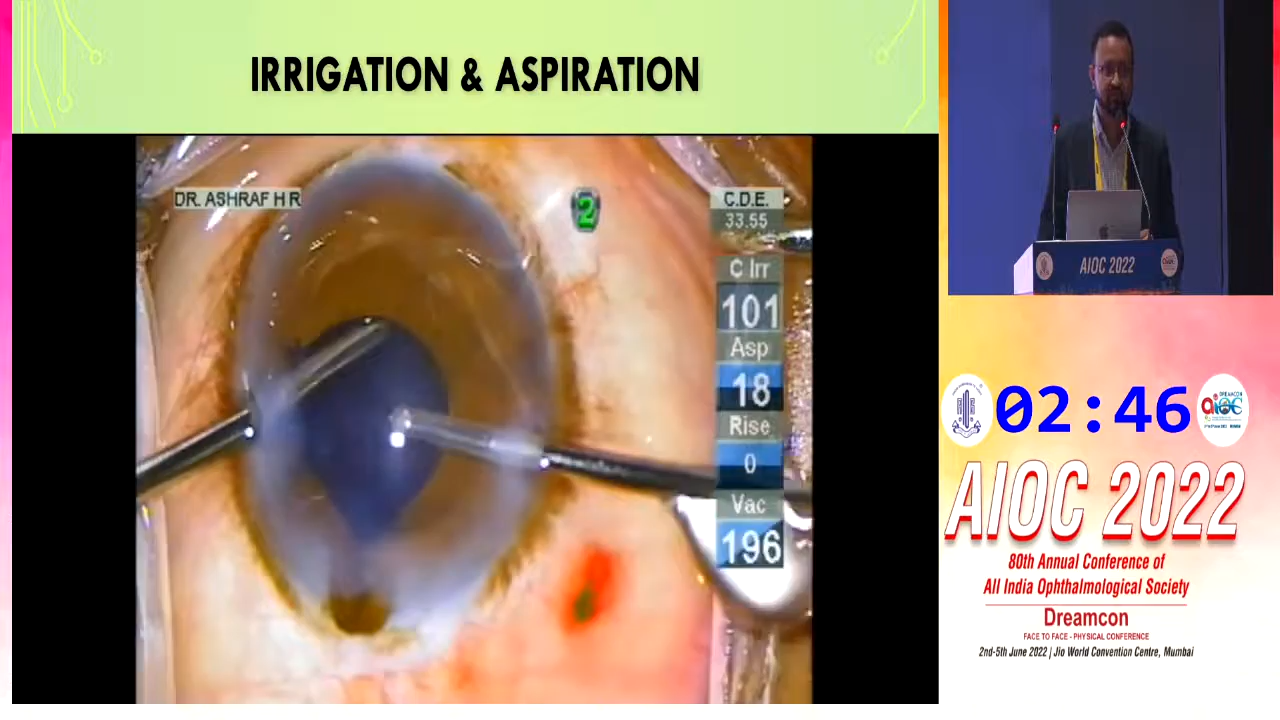 IRRIGATION & ASPIRATION
DR. ASHRAF H R
2
C.D.E.
33.55
C Irr
101
Asp
18
Rise
0
Vac
196
AIOC 2022
02:46
AIOC 2022
80th Annual Conference of
All India Ophthalmological Society
Dreamcon
FACE TO FACE - PHYSICAL CONFERENCE
2nd-5th June 2022 | Jio World Convention Centre, Mumbai